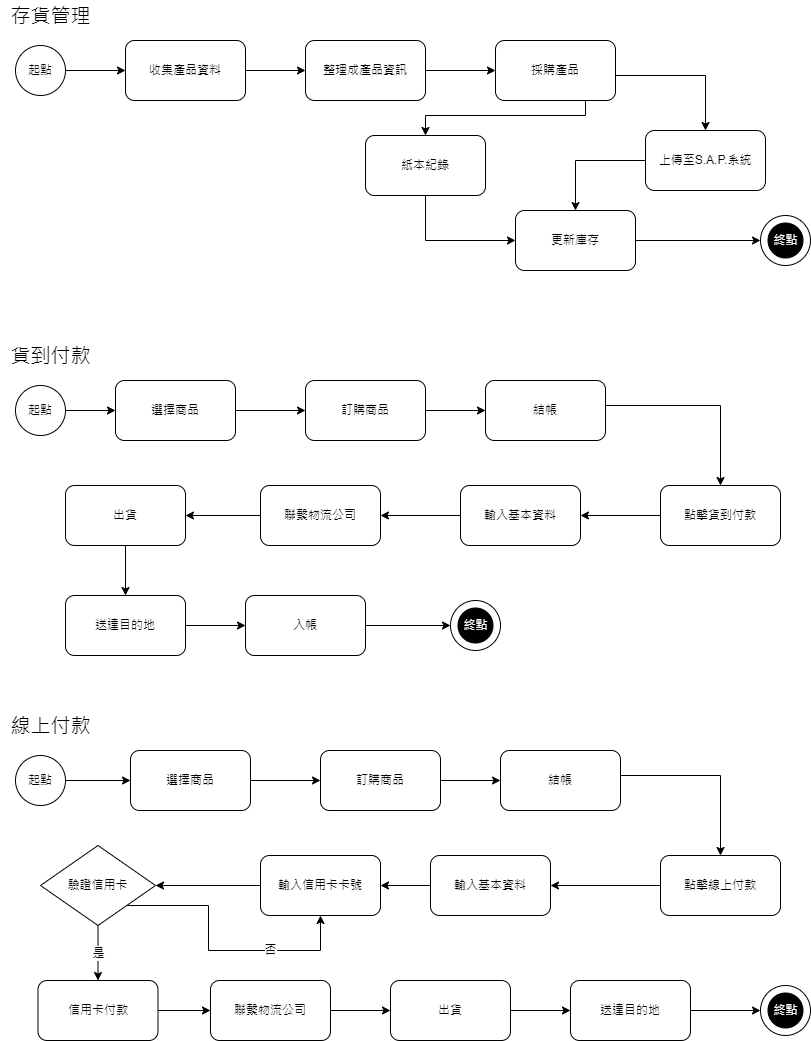 存貨管理
起點
收集產品資料
整理成產品資訊
採購產品
紙本紀錄
上傳至S.A.P.系統
更新庫存
終點
貨到付款
起點
選擇商品
訂購商品
結帳
出貨
聯繫物流公司
輸入基本資料
點擊貨到付款
送達目的地
入帳
終點
線上付款
起點
選擇商品
訂購商品
結帳
驗證信用卡
輸入信用卡卡號
輸入基本資料
點擊線上付款
否
是
信用卡付款
聯繫物流公司
出貨
送達目的地
終點